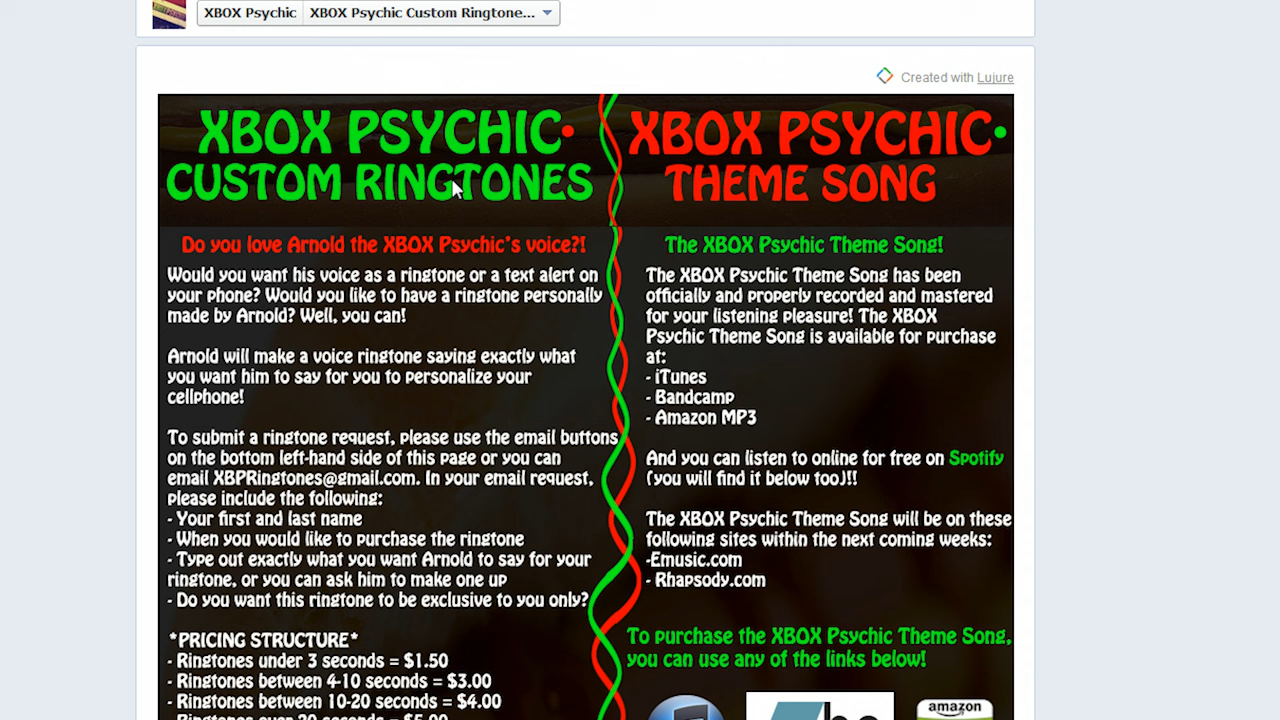 XBOX Psychic XBOX Psychic Custom Ringtone...
Created with Lujure
XBOX PSYCHIC•
CUSTOM RINGTONES
Do you love Arnold the XBOX Psychic's voice?!
Would you want his voice as a ringtone or a text alert on
your phone? Would you like to have a ringtone personally
made by Arnold? Well, you can!
Arnold will make a voice ringtone saying exactly what
you want him to say for you to personalize your
cellphone!
To submit a ringtone request, please use the email buttons
on the bottom left-hand side of this page or you can
email XBPRingtones@gmail.com. In your email request,
please include the following:
- Your first and last name
- When you would like to purchase the ringtone
- Type out exactly what you want Arnold to say for your
ringtone, or you can ask him to make one up
- Do you want this ringtone to be exclusive to you only?
*PRICING STRUCTURE*
- Ringtones under 3 seconds = $1.50
- Ringtones between 4-10 seconds = $3.00
- Ringtones between 10-20 seconds = $4.00
- Ringtones over 20 seconds = $5.00
XBOX PSYCHIC•
THEME SONG
The XBOX Psychic Theme Song!
The XBOX Psychic Theme Song has been
officially and properly recorded and mastered
for your listening pleasure! The XBOX
Psychic Theme Song is available for purchase
at:
- iTunes
- Bandcamp
- Amazon MP3
And you can listen to online for free on Spotify
(you will find it below too)!!
The XBOX Psychic Theme Song will be on these
following sites within the next coming weeks:
-Emusic.com
- Rhapsody.com
To purchase the XBOX Psychic Theme Song,
you can use any of the links below!
amazon